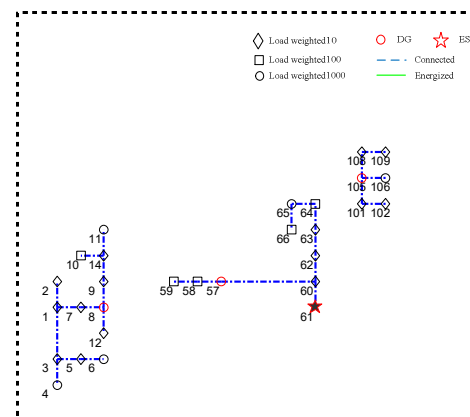 Load weighted10
DG
ES
Load weighted100
Connected
Load weighted1000
Energized
108 109
105 106
65 64
101 102
11
66
63
10 14
62
2
9
59 58 57
60
1 7 8
61
12
3 5 6
4